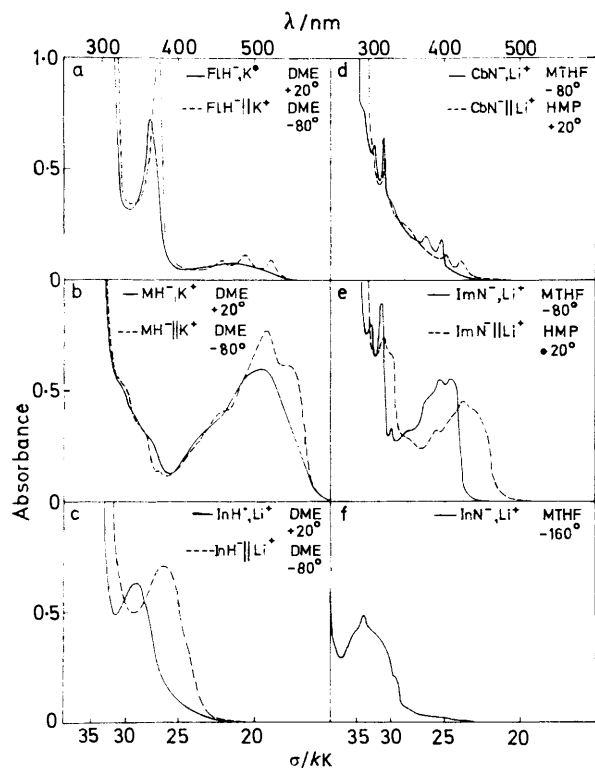 λ/nm
300 400 500 300 400 500
1.0
a
FlH⁻,K⁺ DME
+20°
FlH⁻||K⁺ DME
-80°
d
CbN⁻,Li⁺ MTHF
-80°
CbN⁻||Li⁺ HMP
+20°
0.5
0
b
MH⁻,K⁺ DME
+20°
MH⁻||K⁺ DME
-80°
e
ImN⁻,Li⁺ MTHF
-80°
ImN⁻||Li⁺ HMP
+20°
0.5
Absorbance
0
c
InH⁻,Li⁺ DME
+20°
InH⁻||Li⁺ DME
-80°
f
InN⁻,Li⁺ MTHF
-160°
0.5
0
35 30 25 20 35 30 25 20
σ/kK